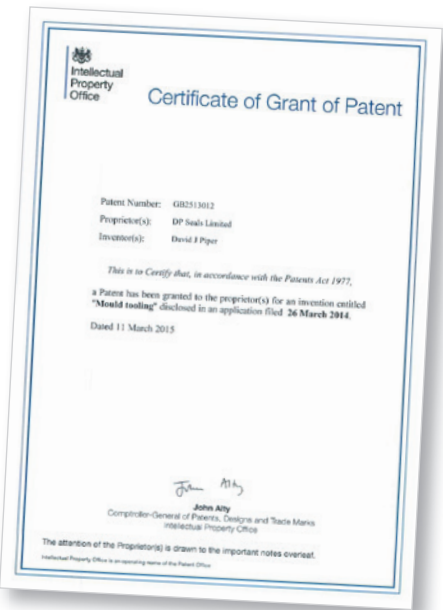 Intellectual
Property
Office
Certificate of Grant of Patent
Patent Number: GB2513012
Proprietor(s): DP Seals Limited
Inventor(s): David J Piper
This is to Certify that, in accordance with the Patents Act 1977,
a Patent has been granted to the proprietor(s) for an invention entitled
"Mould tooling" disclosed in an application filed 26 March 2014.
Dated 11 March 2015
John Alty
John Alty
Comptroller-General of Patents, Designs and Trade Marks
Intellectual Property Office
The attention of the Proprietor(s) is drawn to the important notes overleaf.
Intellectual Property Office is an operating name of the Patent Office